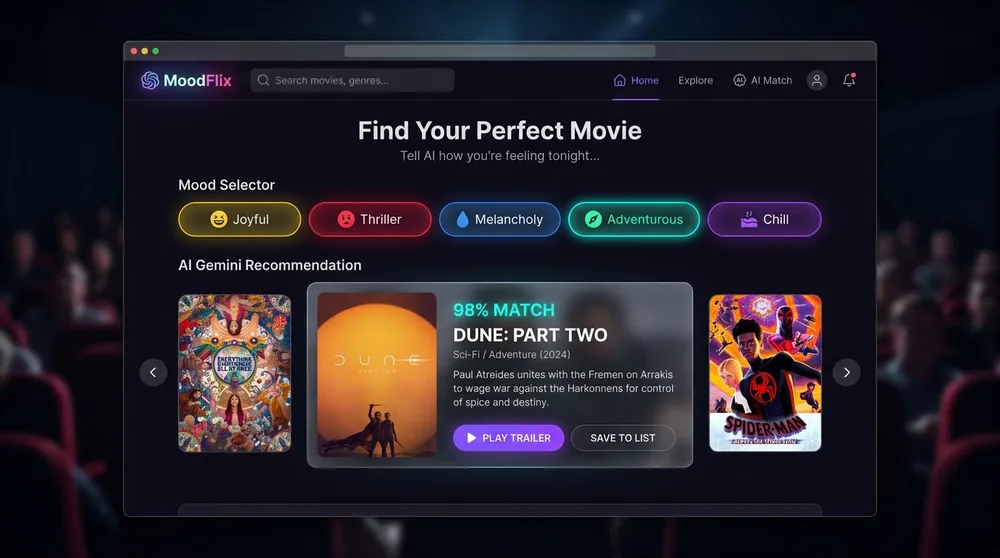 MoodFlix
Search movies, genres...
Home
Explore
AI Match
Find Your Perfect Movie
Tell AI how you're feeling tonight...
Mood Selector
Joyful
Thriller
Melancholy
Adventurous
Chill
AI Gemini Recommendation
98% MATCH
DUNE: PART TWO
Sci-Fi / Adventure (2024)
Paul Atreides unites with the Fremen on Arrakis
to wage war against the Harkonnens for control
of spice and destiny.
PLAY TRAILER
SAVE TO LIST
DUNE
SPIDER-MAN